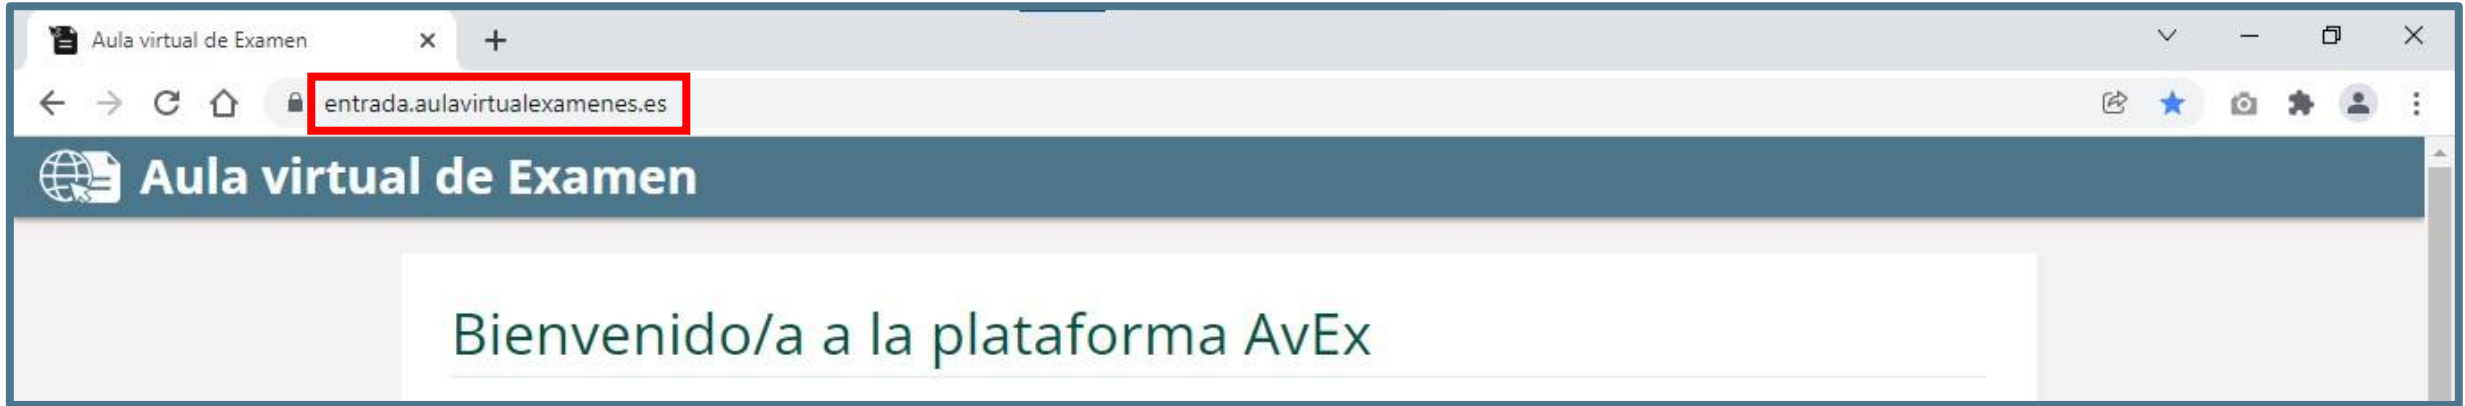 Aula virtual de Examen
entrada.aulavirtualexamenes.es
Aula virtual de Examen
Bienvenido/a a la plataforma AvEx